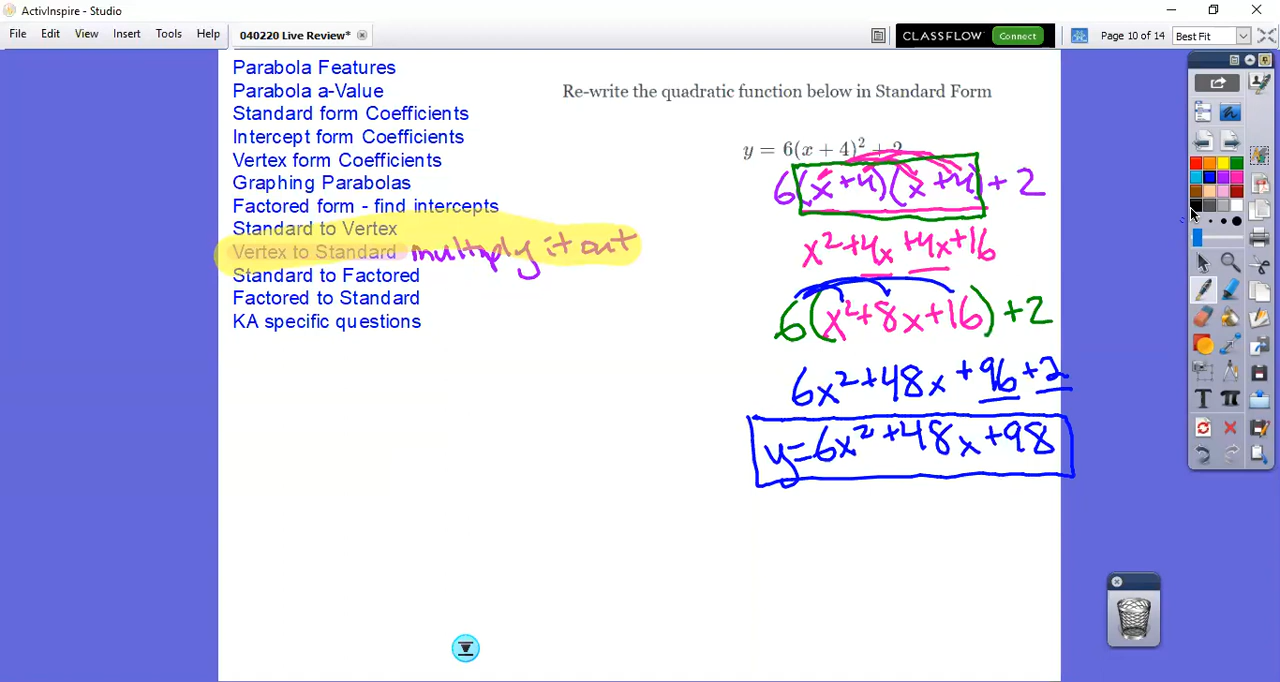 ActivInspire - Studio
File Edit View Insert Tools Help 040220 Live Review* CLASSFLOW Connect Page 10 of 14 Best Fit
Parabola Features
Parabola a-Value
Standard form Coefficients
Intercept form Coefficients
Vertex form Coefficients
Graphing Parabolas
Factored form - find intercepts
Standard to Vertex
Vertex to Standard multiply it out
Standard to Factored
Factored to Standard
KA specific questions
Re-write the quadratic function below in Standard Form
y = 6(x + 4)² + 2
6(x+4)(x+4)+2
x²+4x+4x+16
6(x²+8x+16)+2
6x²+48x+96+2
y=6x²+48x+98